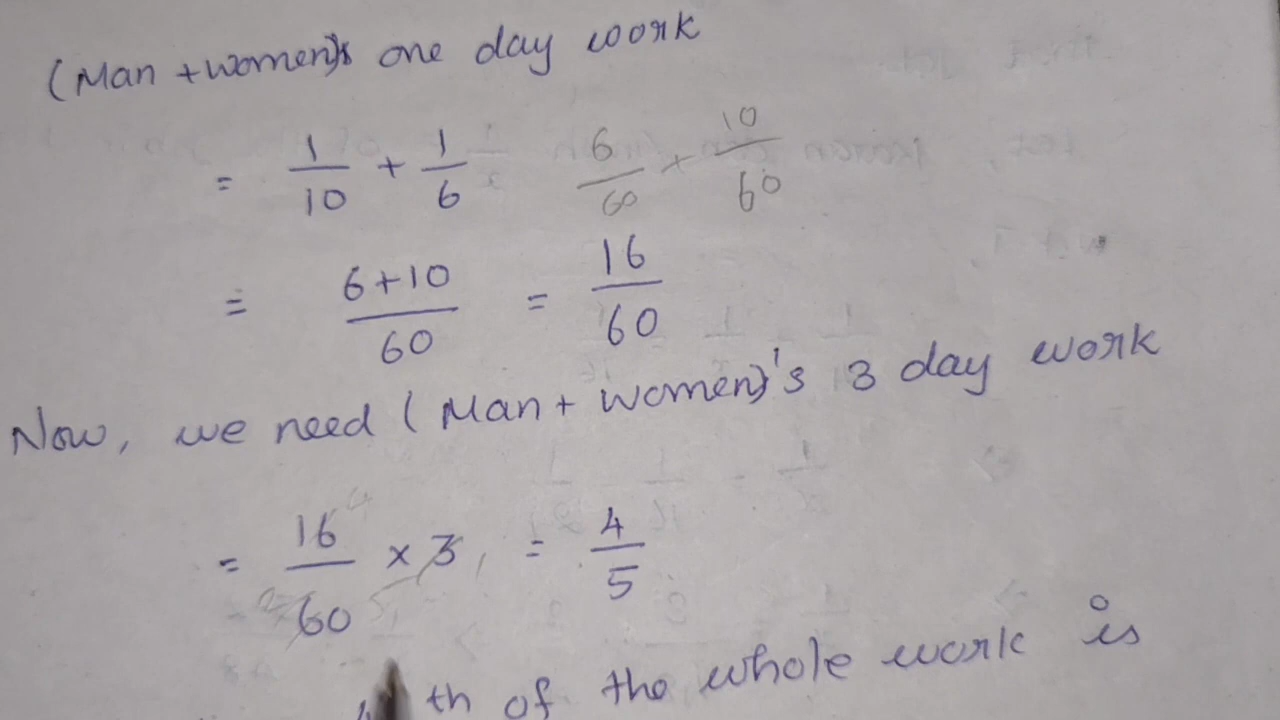 (Man + women)'s one day work
= 1/10 + 1/6 6/60 + 10/60
= 6+10/60 = 16/60
Now, we need (Man + women)'s 3 day work
= 16/60 × 3 = 4/5
th of the whole work is